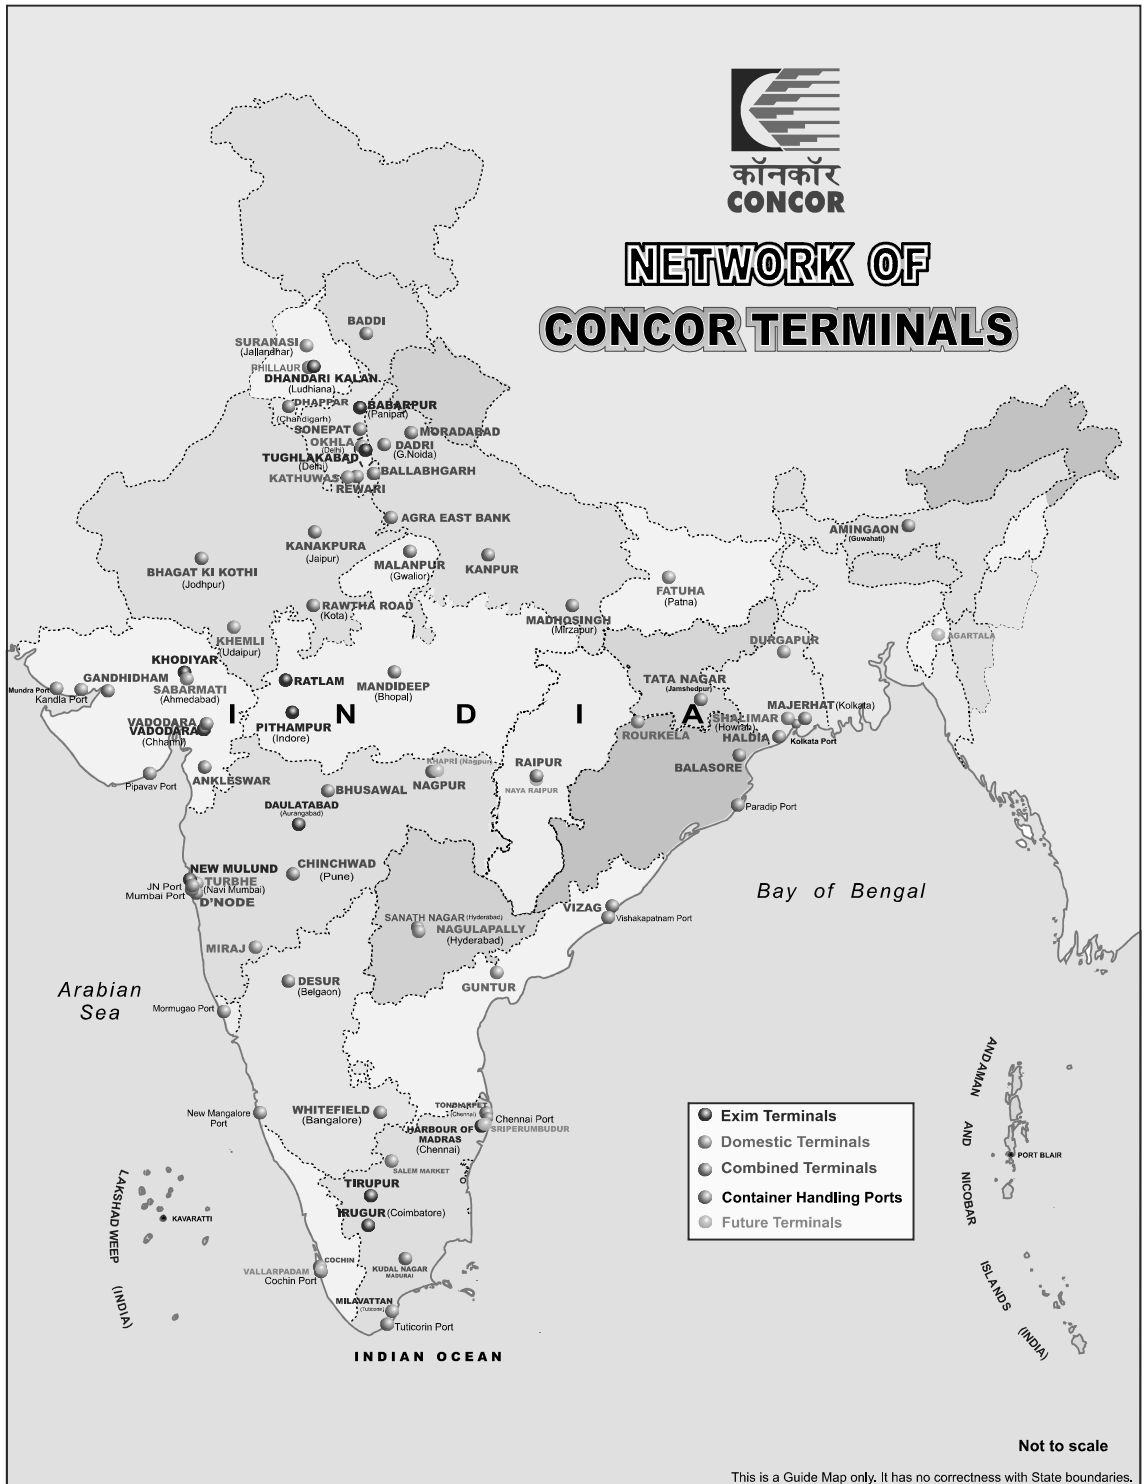 कॉनकॉर
CONCOR
NETWORK OF
CONCOR TERMINALS
BADDI
SURANASI
(Jallandhar)
PHILLAUR
DHANDARI KALAN
(Ludhiana)
DHAPPAR
(Chandigarh)
BABARPUR
(Panipat)
SONEPAT
MORADABAD
OKHLA
(Delhi)
DADRI
(G.Noida)
TUGHLAKABAD
(Delhi)
BALLABHGARH
KATHUWAS
REWARI
AGRA EAST BANK
AMINGAON
(Guwahati)
KANAKPURA
(Jaipur)
MALANPUR
(Gwalior)
KANPUR
BHAGAT KI KOTHI
(Jodhpur)
FATUHA
(Patna)
RAWTHA ROAD
(Kota)
MADHOSINGH
(Mirzapur)
KHEMLI
(Udaipur)
DURGAPUR
AGARTALA
KHODIYAR
GANDHIDHAM
SABARMATI
(Ahmedabad)
Mundra Port
Kandla Port
RATLAM
MANDIDEEP
(Bhopal)
TATA NAGAR
(Jamshedpur)
MAJERHAT (Kolkata)
INDIA
VADODARA
VADODARA
(Chhanni)
PITHAMPUR
(Indore)
ROURKELA
SHALIMAR
(Howrah)
HALDIA
Kolkata Port
BALASORE
KHAPRI (Nagpur)
NAGPUR
RAIPUR
NAYA RAIPUR
ANKLESWAR
Pipavav Port
BHUSAWAL
DAULATABAD
(Aurangabad)
Paradip Port
NEW MULUND
TURBHE
(Navi Mumbai)
JN Port
Mumbai Port
D'NODE
CHINCHWAD
(Pune)
Bay of Bengal
SANATH NAGAR (Hyderabad)
NAGULAPALLY
(Hyderabad)
VIZAG
Vishakapatnam Port
MIRAJ
DESUR
(Belgaon)
GUNTUR
Arabian
Sea
Mormugao Port
New Mangalore
Port
WHITEFIELD
(Bangalore)
TONDIARPET
(Chennai)
Chennai Port
HARBOUR OF
MADRAS
(Chennai)
SRIPERUMBUDUR
SALEM MARKET
TIRUPUR
IRUGUR (Coimbatore)
COCHIN
VALLARPADAM
Cochin Port
KUDAL NAGAR
MADURAI
MILAVATTAN
(Tuticorin)
Tuticorin Port
INDIAN OCEAN
LAKSHADWEEP (INDIA)
KAVARATTI
ANDAMAN AND NICOBAR ISLANDS (INDIA)
PORT BLAIR
Exim Terminals
Domestic Terminals
Combined Terminals
Container Handling Ports
Future Terminals
Not to scale
This is a Guide Map only. It has no correctness with State boundaries.